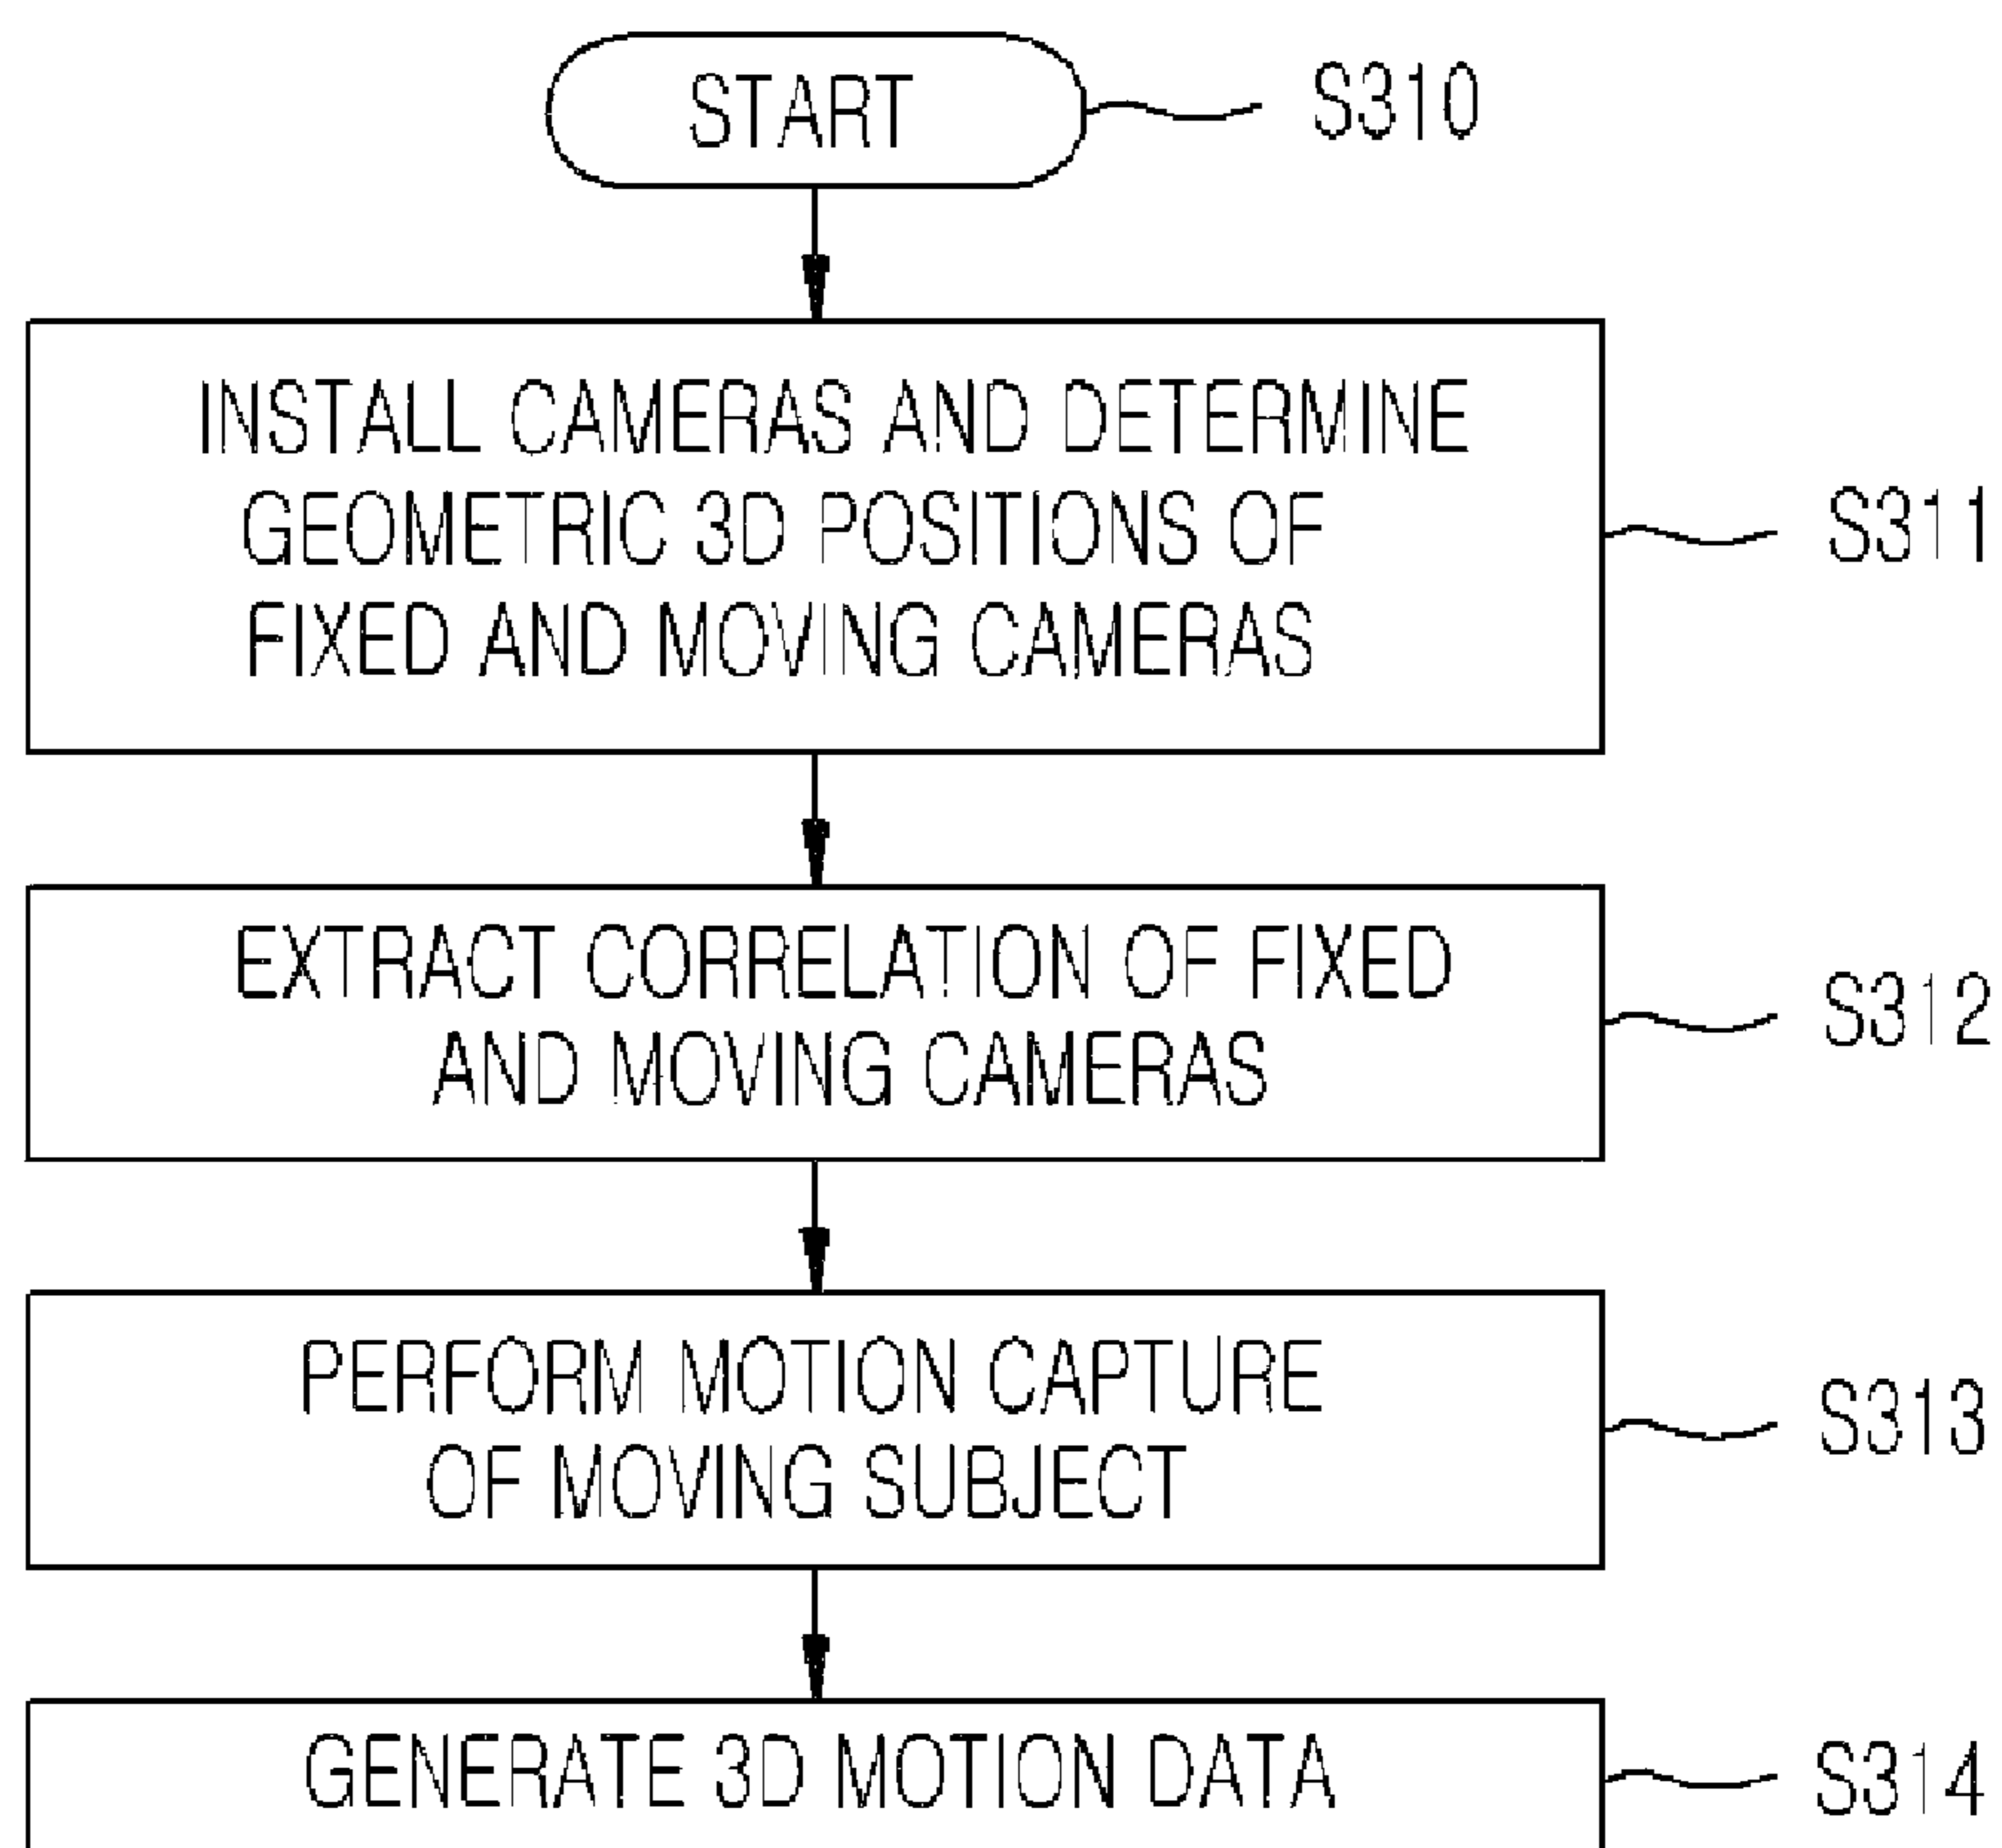 START
S310
INSTALL CAMERAS AND DETERMINE
GEOMETRIC 3D POSITIONS OF
FIXED AND MOVING CAMERAS
S311
EXTRACT CORRELATION OF FIXED
AND MOVING CAMERAS
S312
PERFORM MOTION CAPTURE
OF MOVING SUBJECT
S313
GENERATE 3D MOTION DATA
S314